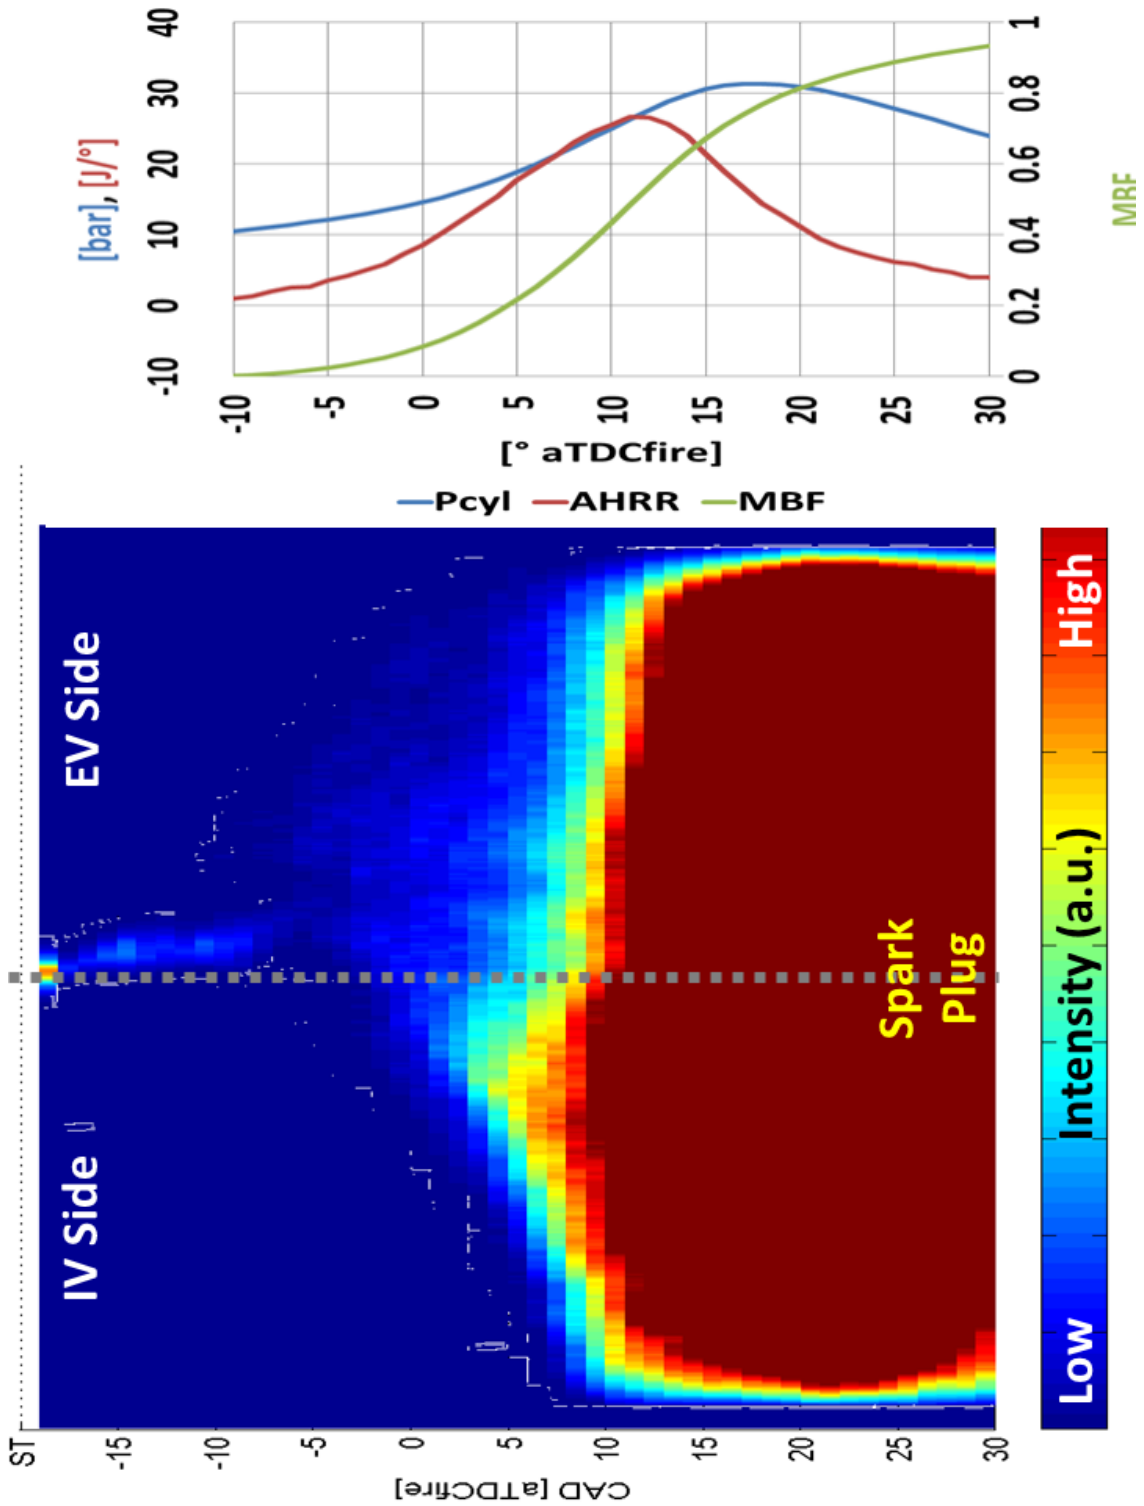 [bar], [J/°]
40
30
20
10
0
-10
1
0.8
0.6
0.4
0.2
0
MBF
-10
-5
0
5
10
15
20
25
30
[° aTDCfire]
Pcyl AHRR MBF
EV Side
IV Side
Spark
Plug
ST
-15
-10
-5
0
5
10
15
20
25
30
CAD [aTDCfire]
Low Intensity (a.u.) High